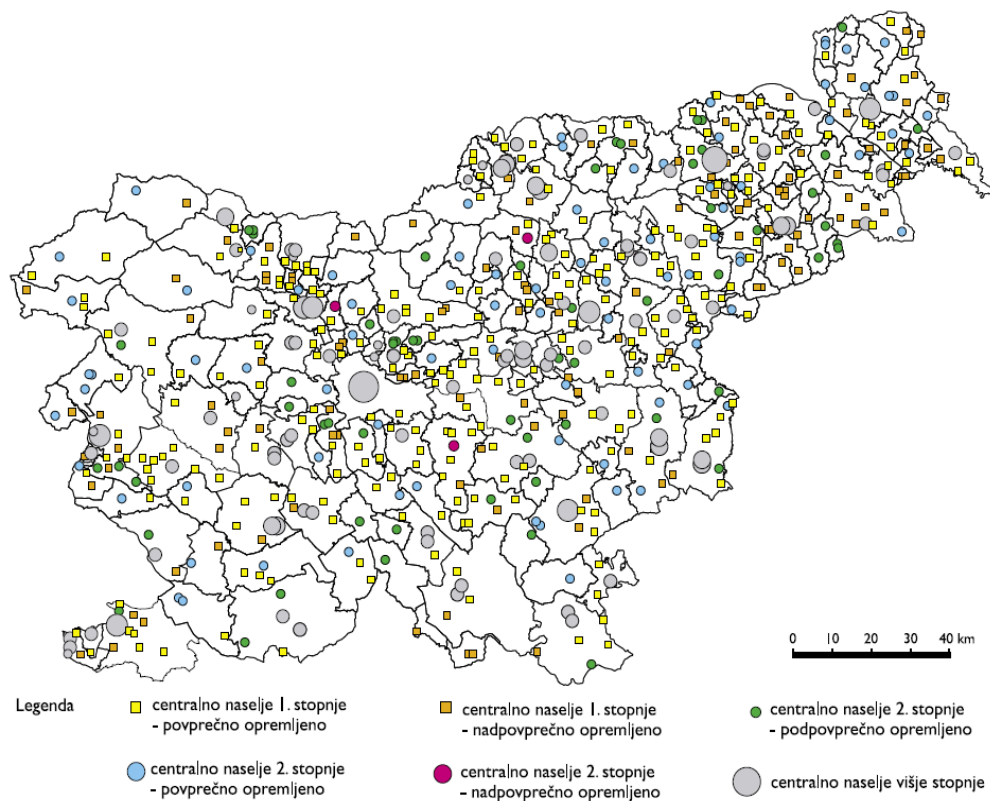 0 10 20 30 40 km
Legenda
centralno naselje 1. stopnje
- povprečno opremljeno
centralno naselje 1. stopnje
- nadpovprečno opremljeno
centralno naselje 2. stopnje
- podpovprečno opremljeno
centralno naselje 2. stopnje
- povprečno opremljeno
centralno naselje 2. stopnje
- nadpovprečno opremljeno
centralno naselje višje stopnje